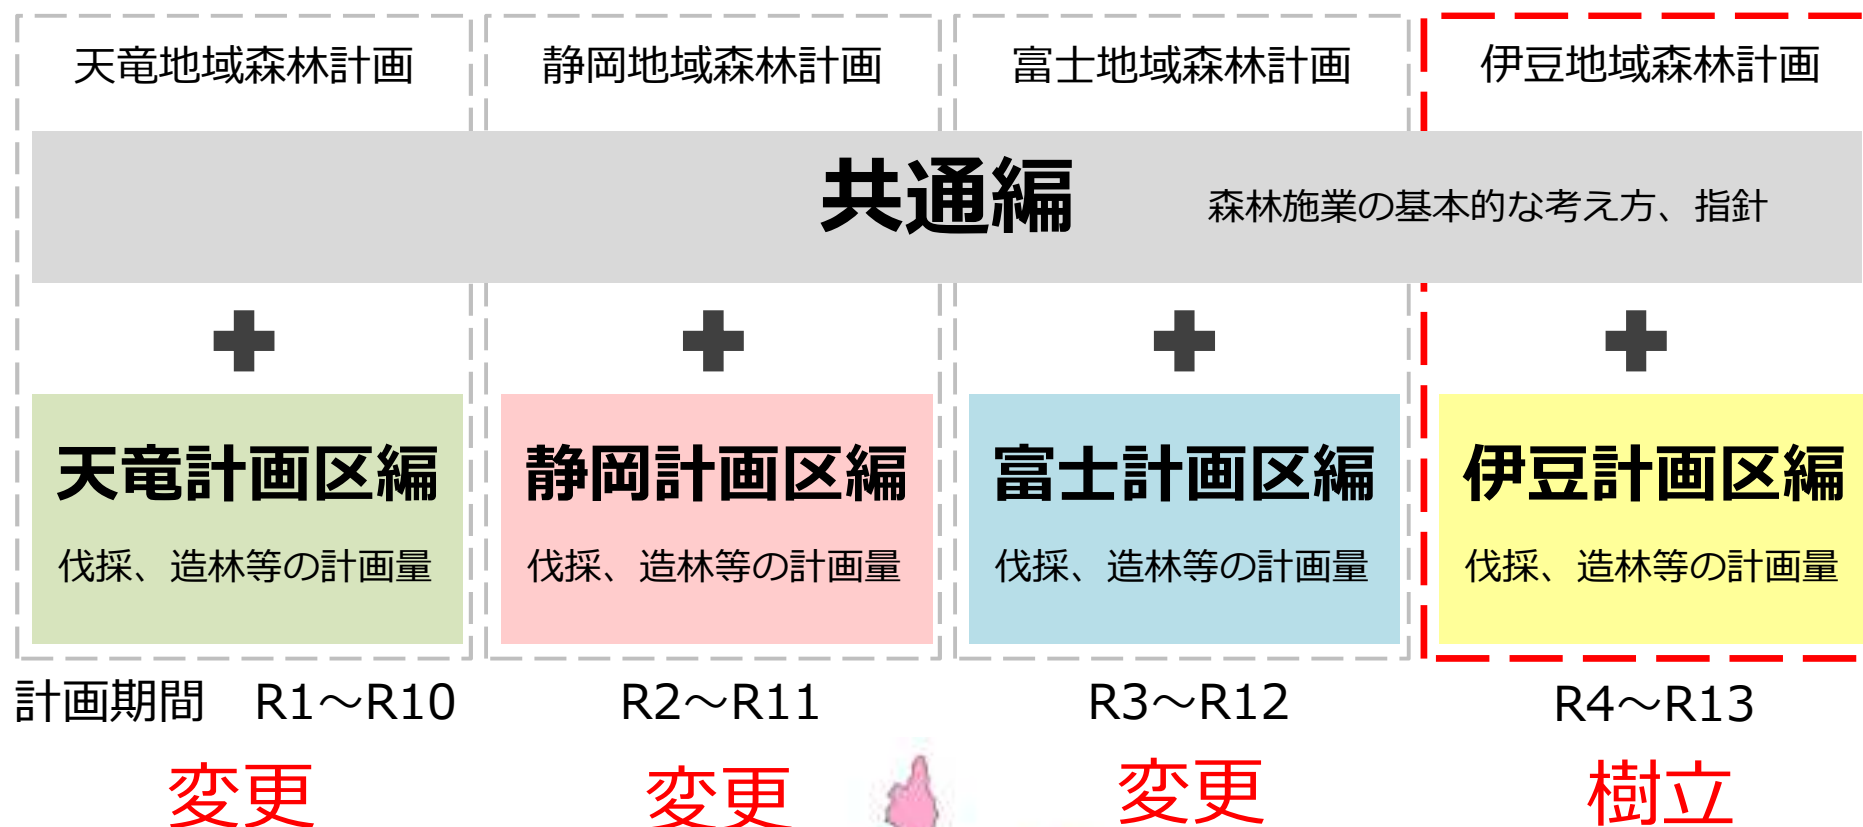 天竜地域森林計画
静岡地域森林計画
富士地域森林計画
伊豆地域森林計画
共通編
森林施業の基本的な考え方、指針
天竜計画区編
伐採、造林等の計画量
静岡計画区編
伐採、造林等の計画量
富士計画区編
伐採、造林等の計画量
伊豆計画区編
伐採、造林等の計画量
計画期間 R1～R10
R2～R11
R3～R12
R4～R13
変更
変更
変更
樹立